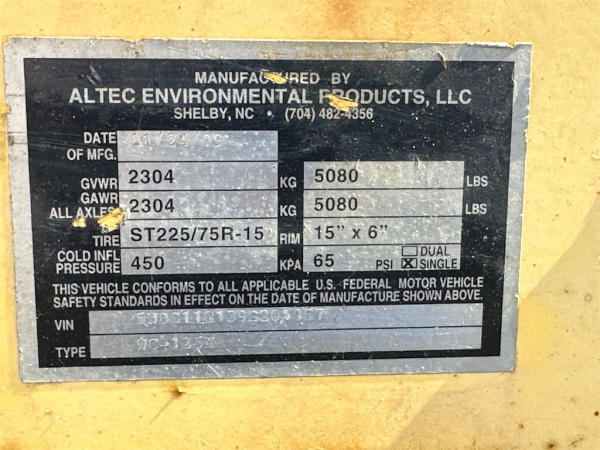 MANUFACTURED BY
ALTEC ENVIRONMENTAL PRODUCTS, LLC
SHELBY, NC • (704) 482-4356
DATE OF MFG.
GVWR 2304 KG 5080 LBS
GAWR ALL AXLES 2304 KG 5080 LBS
TIRE ST225/75R-15 RIM 15" x 6"
COLD INFL PRESSURE 450 KPA 65 PSI DUAL
SINGLE
THIS VEHICLE CONFORMS TO ALL APPLICABLE U.S. FEDERAL MOTOR VEHICLE
SAFETY STANDARDS IN EFFECT ON THE DATE OF MANUFACTURE SHOWN ABOVE.
VIN
TYPE